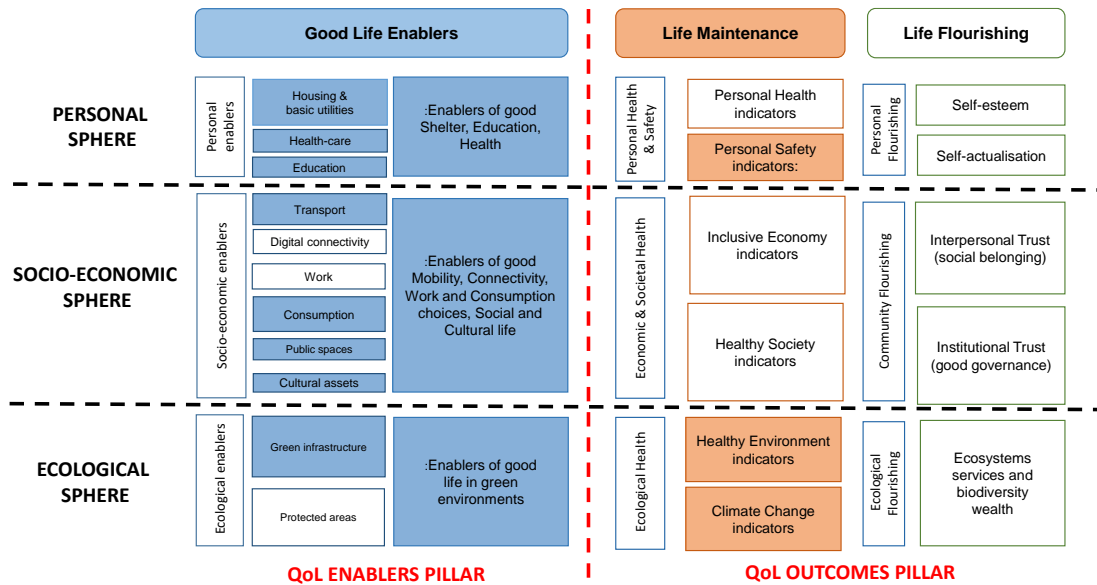 Good Life Enablers
Life Maintenance
Life Flourishing
PERSONAL
SPHERE
Personal
enablers
Housing &
basic utilities
Health-care
Education
:Enablers of good
Shelter, Education,
Health
Personal Health
& Safety
Personal Health
indicators
Personal Safety
indicators:
Personal
Flourishing
Self-esteem
Self-actualisation
SOCIO-ECONOMIC
SPHERE
Socio-economic enablers
Transport
Digital connectivity
Work
Consumption
Public spaces
Cultural assets
:Enablers of good
Mobility, Connectivity,
Work and Consumption
choices, Social and
Cultural life
Economic & Societal Health
Inclusive Economy
indicators
Healthy Society
indicators
Community Flourishing
Interpersonal Trust
(social belonging)
Institutional Trust
(good governance)
ECOLOGICAL
SPHERE
Ecological enablers
Green infrastructure
Protected areas
:Enablers of good
life in green
environments
Ecological Health
Healthy Environment
indicators
Climate Change
indicators
Ecological
Flourishing
Ecosystems
services and
biodiversity
wealth
QoL ENABLERS PILLAR
QoL OUTCOMES PILLAR